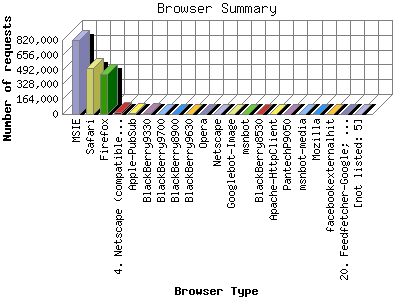 Browser Summary
Number of requests
820,000
656,000
492,000
328,000
164,000
0
MSIE
Safari
Firefox
4. Netscape (compatible...
Apple-PubSub
BlackBerry9330
BlackBerry9700
BlackBerry8900
BlackBerry9630
Opera
Netscape
Googlebot-Image
msnbot
BlackBerry8530
Apache-HttpClient
PantechP9050
msnbot-media
Mozilla
facebookexternalhit
20. Feedfetcher-Google; ...
[not listed: 5]
Browser Type